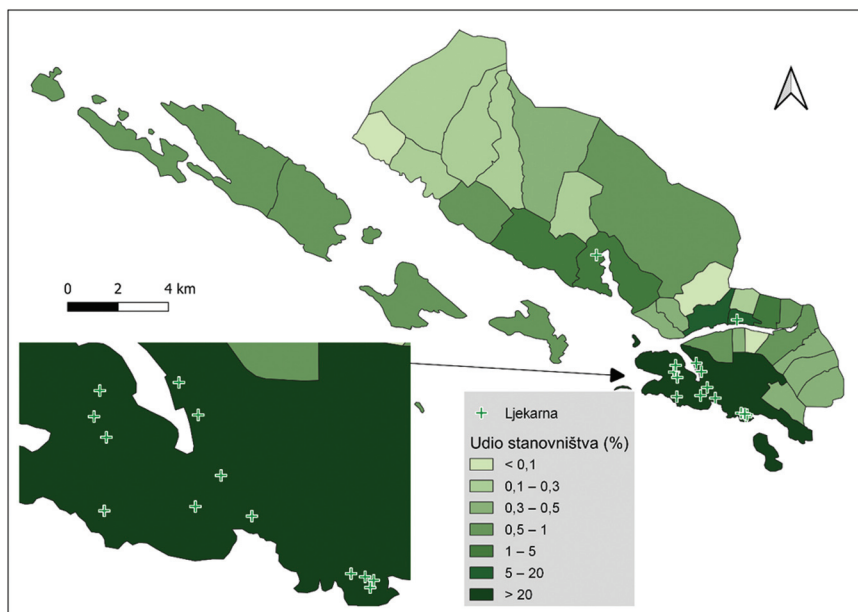 0 2 4 km
Ljekarna
Udio stanovništva (%)
< 0,1
0,1 – 0,3
0,3 – 0,5
0,5 – 1
1 – 5
5 – 20
> 20